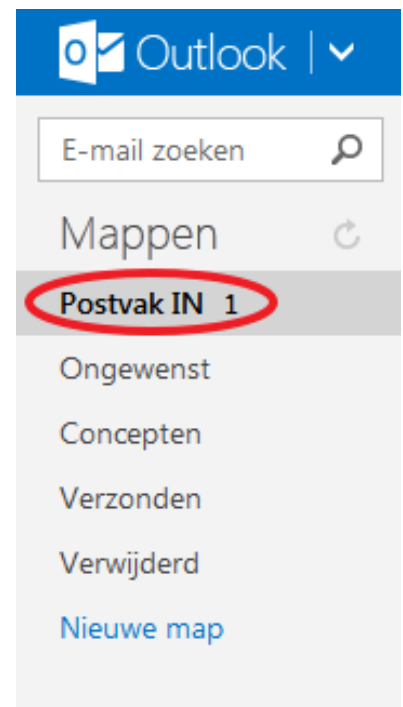 Outlook
E-mail zoeken
Mappen
Postvak IN 1
Ongewenst
Concepten
Verzonden
Verwijderd
Nieuwe map